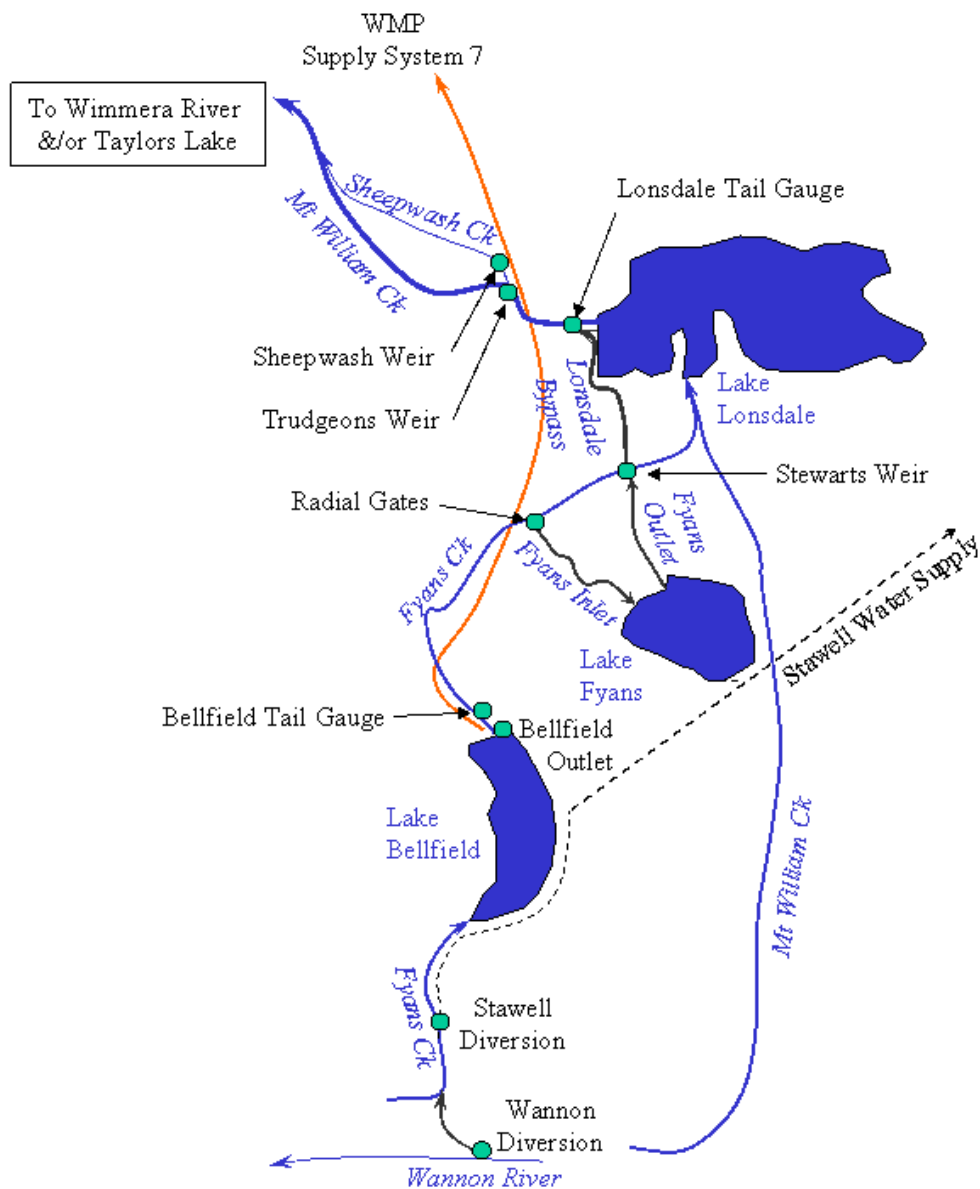 WMP
Supply System 7
To Wimmera River
&/or Taylors Lake
Sheepwash Ck
Mt William Ck
Lonsdale Tail Gauge
Sheepwash Weir
Trudgeons Weir
Lonsdale
Bypass
Lake
Lonsdale
Stewarts Weir
Radial Gates
Fyans
Outlet
Fyans Ck
Fyans Inlet
Stawell Water Supply
Lake
Fyans
Bellfield Tail Gauge
Bellfield
Outlet
Lake
Bellfield
Mt William Ck
Fyans Ck
Stawell
Diversion
Wannon
Diversion
Wannon River